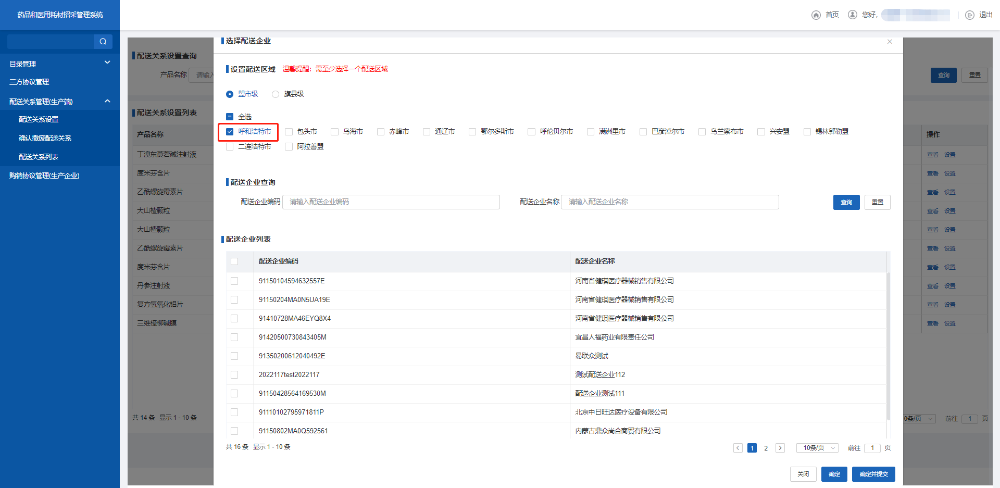 药品和医用耗材招采管理系统
首页 您好, 退出
目录管理
三方协议管理
配送关系管理(生产端)
配送关系设置
确认撤废配送关系
配送关系列表
购销协议管理(生产企业)
配送关系设置查询
产品名称 请输入
查询 重置
配送关系设置列表
产品名称 操作
丁溴东莨菪碱注射液 查看 设置
度米芬含片 查看 设置
乙酰螺旋霉素片 查看 设置
大山楂颗粒 查看 设置
大山楂颗粒 查看 设置
乙酰螺旋霉素片 查看 设置
度米芬含片 查看 设置
丹参注射液 查看 设置
复方氢氧化铝片 查看 设置
三维樟柳碱膜 查看 设置
共 14 条 显示 1 - 10 条
0条/页 前往 1 页
选择配送企业
设置配送区域 温馨提醒：需至少选择一个配送区域
盟市级 旗县级
全选
呼和浩特市 包头市 乌海市 赤峰市 通辽市 鄂尔多斯市 呼伦贝尔市 满洲里市 巴彦淖尔市 乌兰察布市 兴安盟 锡林郭勒盟
二连浩特市 阿拉善盟
配送企业查询
配送企业编码 请输入配送企业编码 配送企业名称 请输入配送企业名称 查询 重置
配送企业列表
配送企业编码 配送企业名称
91150104594632557E 河南省健琪医疗器械销售有限公司
91150204MA0N5UA19E 河南省健琪医疗器械销售有限公司
91410728MA46EYQ8X4 河南省健琪医疗器械销售有限公司
91420500730843405M 宜昌人福药业有限责任公司
91350200612040492E 易联众测试
2022117test2022117 测试配送企业112
91150428564169530M 配送企业测试111
91110102795971811P 北京中日旺达医疗设备有限公司
91150802MA0Q592561 内蒙古鼎众尚合商贸有限公司
共 16 条 显示 1 - 10 条
1 2 10条/页 前往 1 页
关闭 确定 确定并提交